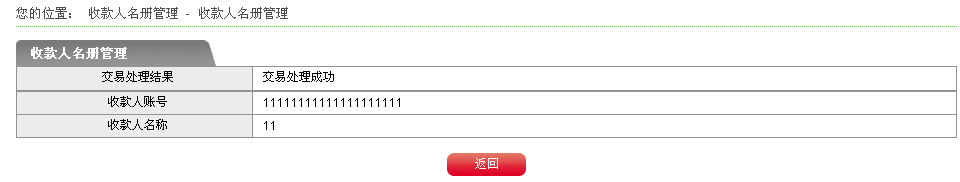 您的位置： 收款人名册管理 - 收款人名册管理
收款人名册管理
交易处理结果 交易处理成功
收款人账号 11111111111111111111
收款人名称 11
返回